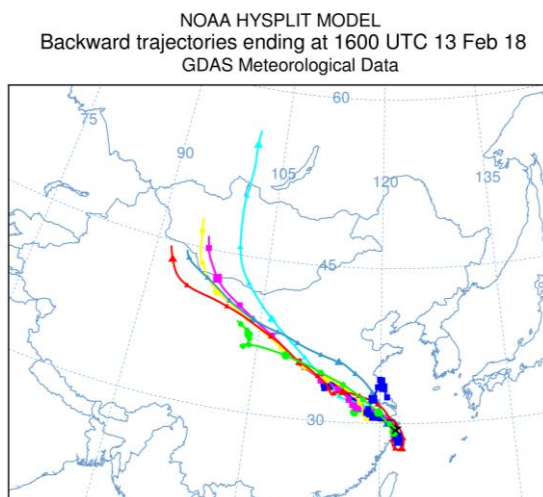 NOAA HYSPLIT MODEL
Backward trajectories ending at 1600 UTC 13 Feb 18
GDAS Meteorological Data
60
75
90
105
120
135
45
30